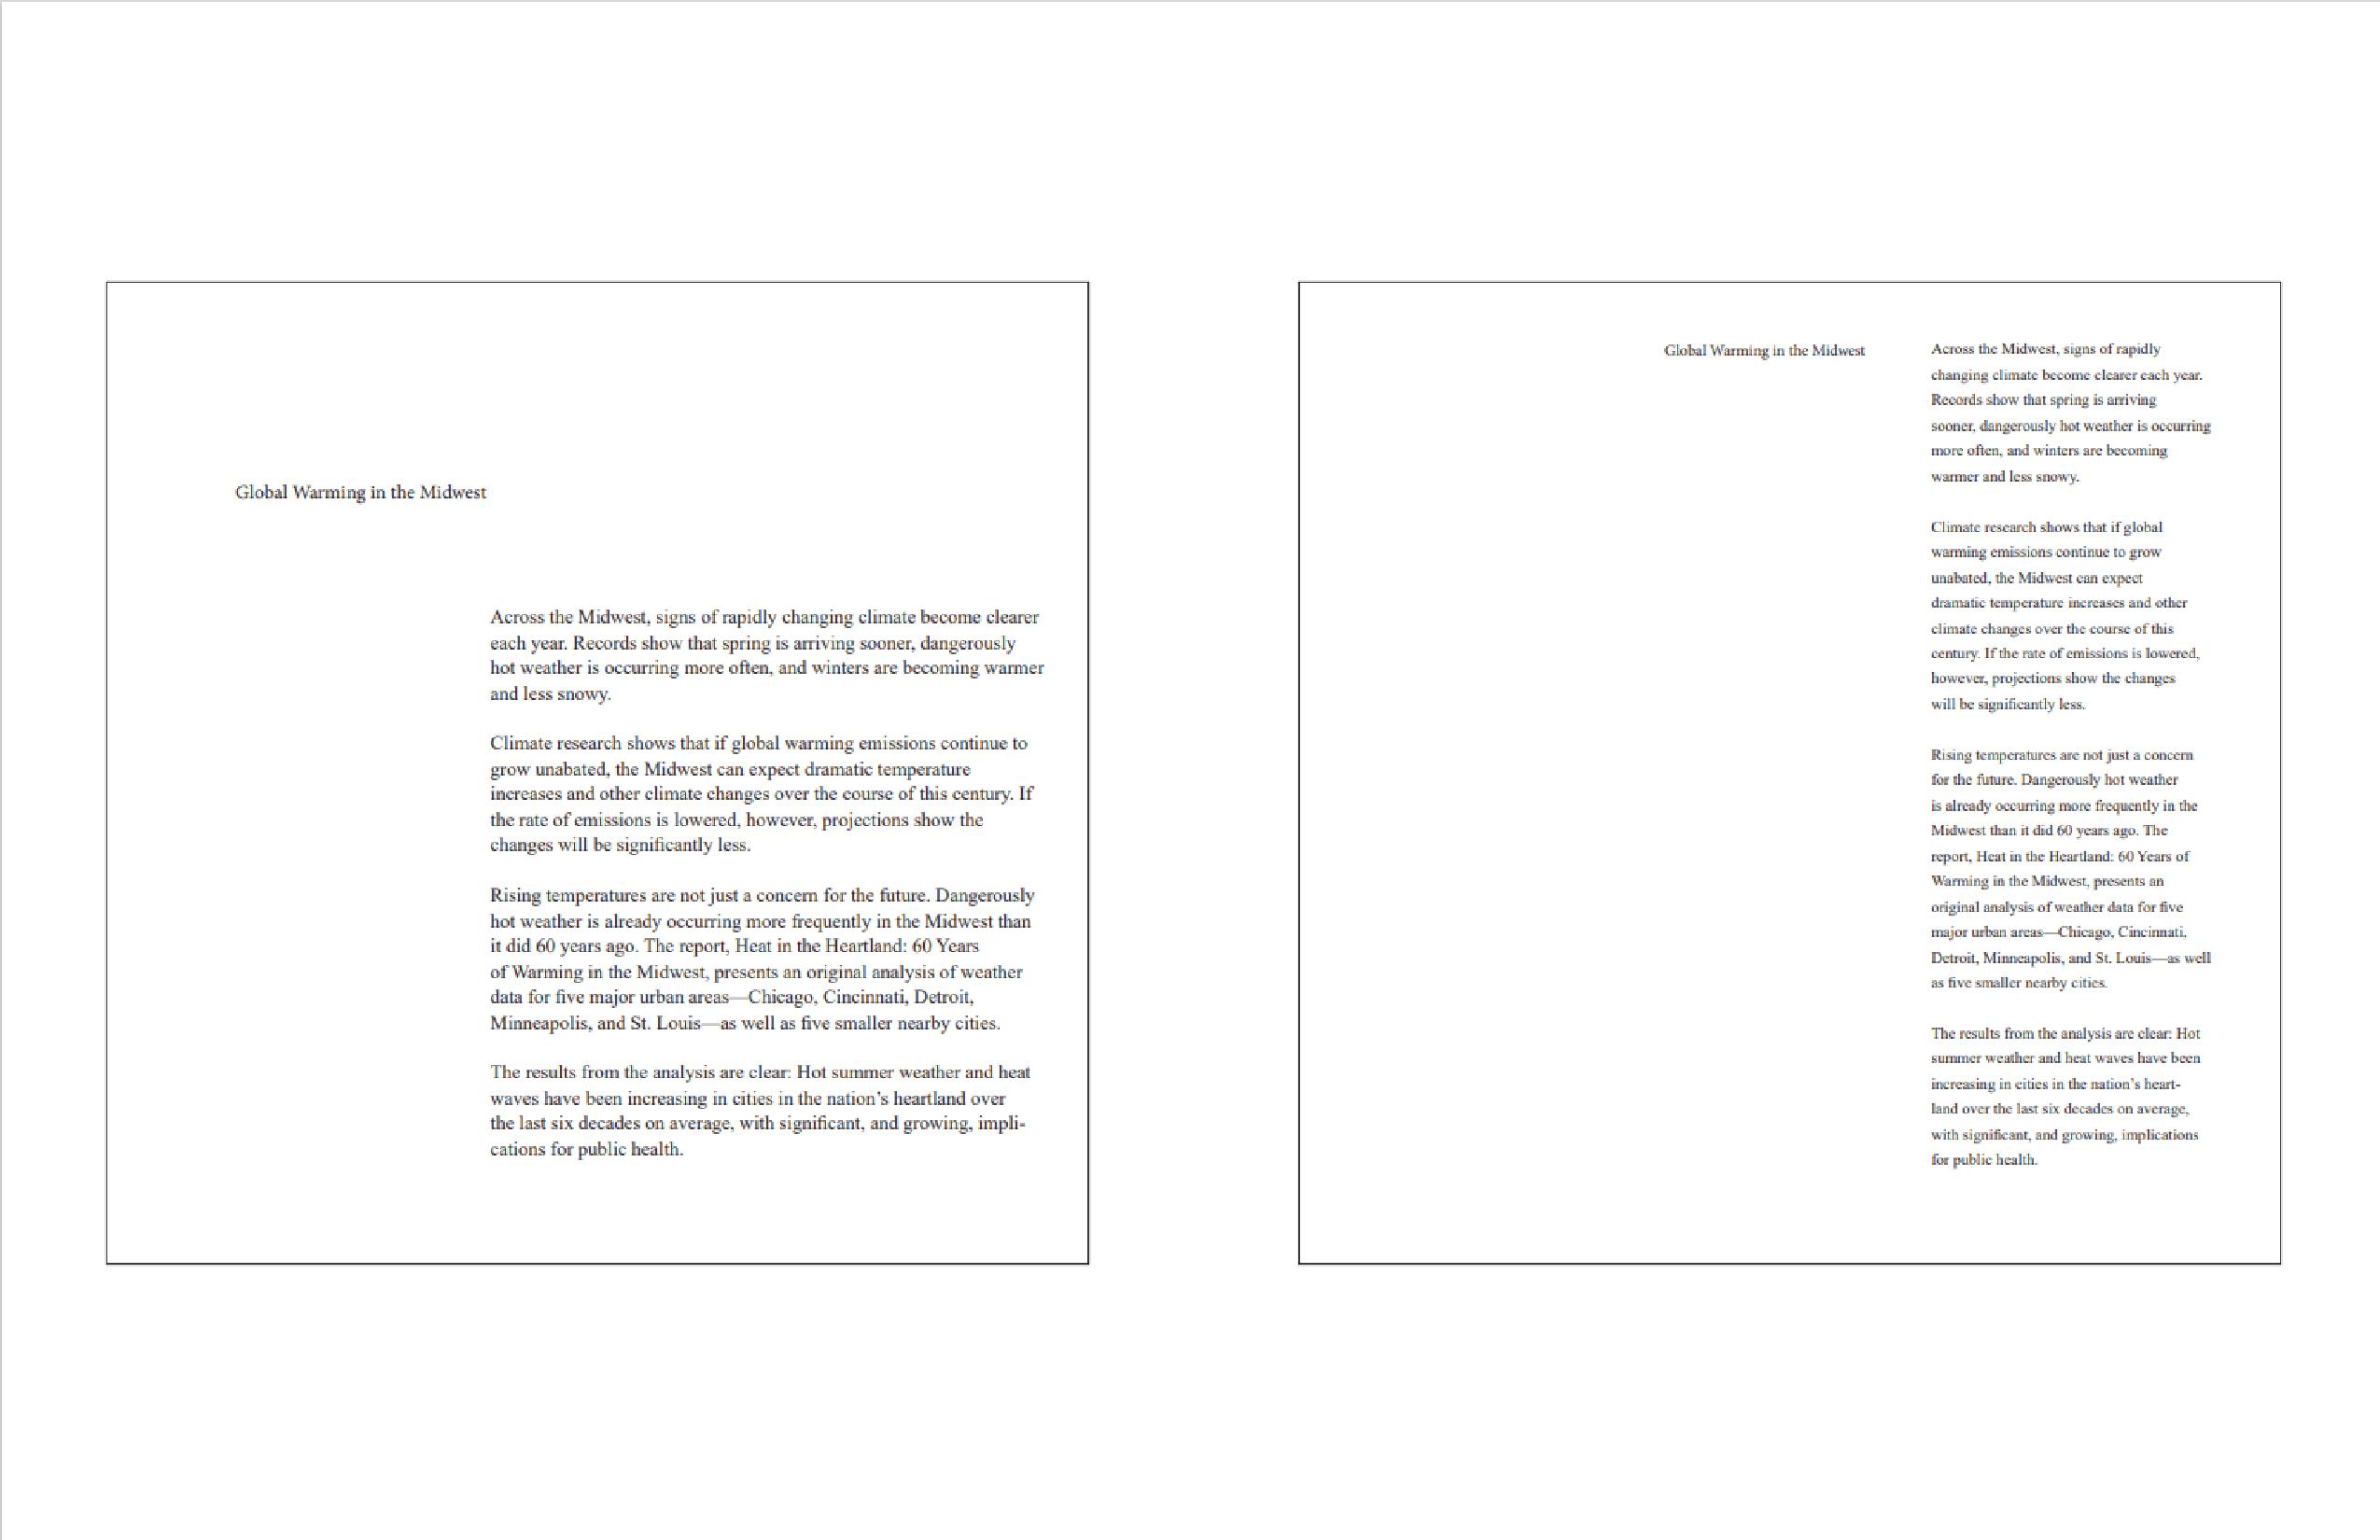 Global Warming in the Midwest
Across the Midwest, signs of rapidly changing climate become clearer
each year. Records show that spring is arriving sooner, dangerously
hot weather is occurring more often, and winters are becoming warmer
and less snowy.
Climate research shows that if global warming emissions continue to
grow unabated, the Midwest can expect dramatic temperature
increases and other climate changes over the course of this century. If
the rate of emissions is lowered, however, projections show the
changes will be significantly less.
Rising temperatures are not just a concern for the future. Dangerously
hot weather is already occurring more frequently in the Midwest than
it did 60 years ago. The report, Heat in the Heartland: 60 Years
of Warming in the Midwest, presents an original analysis of weather
data for five major urban areas—Chicago, Cincinnati, Detroit,
Minneapolis, and St. Louis—as well as five smaller nearby cities.
The results from the analysis are clear: Hot summer weather and heat
waves have been increasing in cities in the nation’s heartland over
the last six decades on average, with significant, and growing, impli-
cations for public health.
Global Warming in the Midwest
Across the Midwest, signs of rapidly
changing climate become clearer each year.
Records show that spring is arriving
sooner, dangerously hot weather is occurring
more often, and winters are becoming
warmer and less snowy.
Climate research shows that if global
warming emissions continue to grow
unabated, the Midwest can expect
dramatic temperature increases and other
climate changes over the course of this
century. If the rate of emissions is lowered,
however, projections show the changes
will be significantly less.
Rising temperatures are not just a concern
for the future. Dangerously hot weather
is already occurring more frequently in the
Midwest than it did 60 years ago. The
report, Heat in the Heartland: 60 Years of
Warming in the Midwest, presents an
original analysis of weather data for five
major urban areas—Chicago, Cincinnati,
Detroit, Minneapolis, and St. Louis—as well
as five smaller nearby cities.
The results from the analysis are clear: Hot
summer weather and heat waves have been
increasing in cities in the nation’s heart-
land over the last six decades on average,
with significant, and growing, implications
for public health.